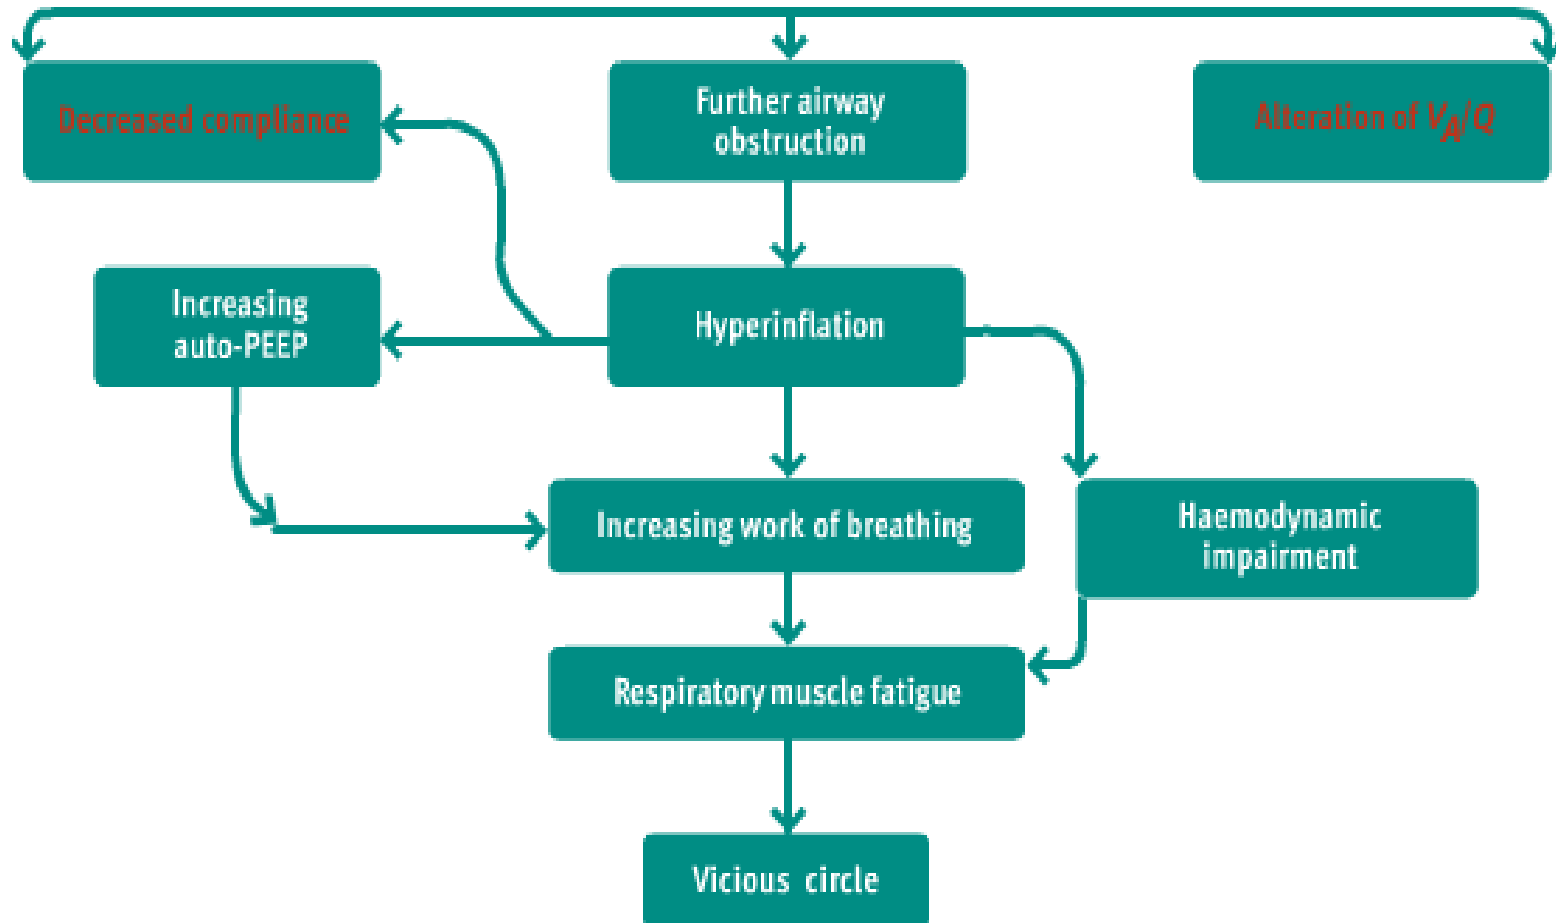 Decreased compliance
Further airway
obstruction
Alteration of VA/Q
Increasing
auto-PEEP
Hyperinflation
Increasing work of breathing
Haemodynamic
impairment
Respiratory muscle fatigue
Vicious circle